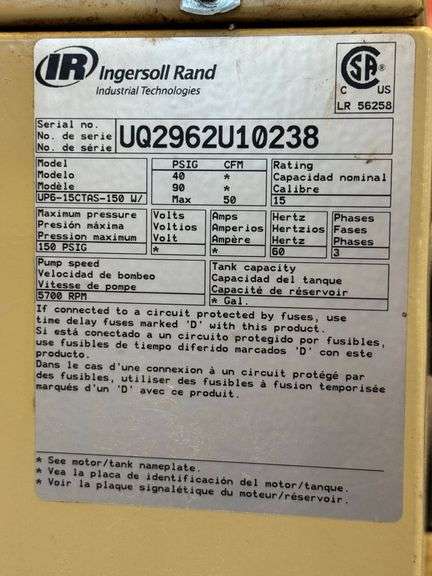 IR Ingersoll Rand
Industrial Technologies
CSA
C US
LR 56258
Serial no.
No. de serie
No. de série
UQ2962U10238
Model
Modelo
Modèle
UP6-15CTAS-150 W/
PSIG CFM
40 *
90 *
Max 50
Rating
Capacidad nominal
Calibre
15
Maximum pressure
Presión máxima
Pression maximum
150 PSIG
Volts
Voltios
Volt
*
Amps
Amperios
Ampère
*
Hertz
Hertzios
Hertz
60
Phases
Fases
Phases
3
Pump speed
Velocidad de bombeo
Vitesse de pompe
5700 RPM
Tank capacity
Capacidad del tanque
Capacité de réservoir
* Gal.
If connected to a circuit protected by fuses, use
time delay fuses marked 'D' with this product.
Si está conectado a un circuito protegido por fusibles,
use fusibles de tiempo diferido marcados 'D' con este
producto.
Dans le cas d'une connexion à un circuit protégé par
des fusibles, utiliser des fusibles à fusion temporisée
marqués d'un 'D' avec ce produit.
* See motor/tank nameplate.
* Vea la placa de identificación del motor/tanque.
* Voir la plaque signalétique du moteur/réservoir.